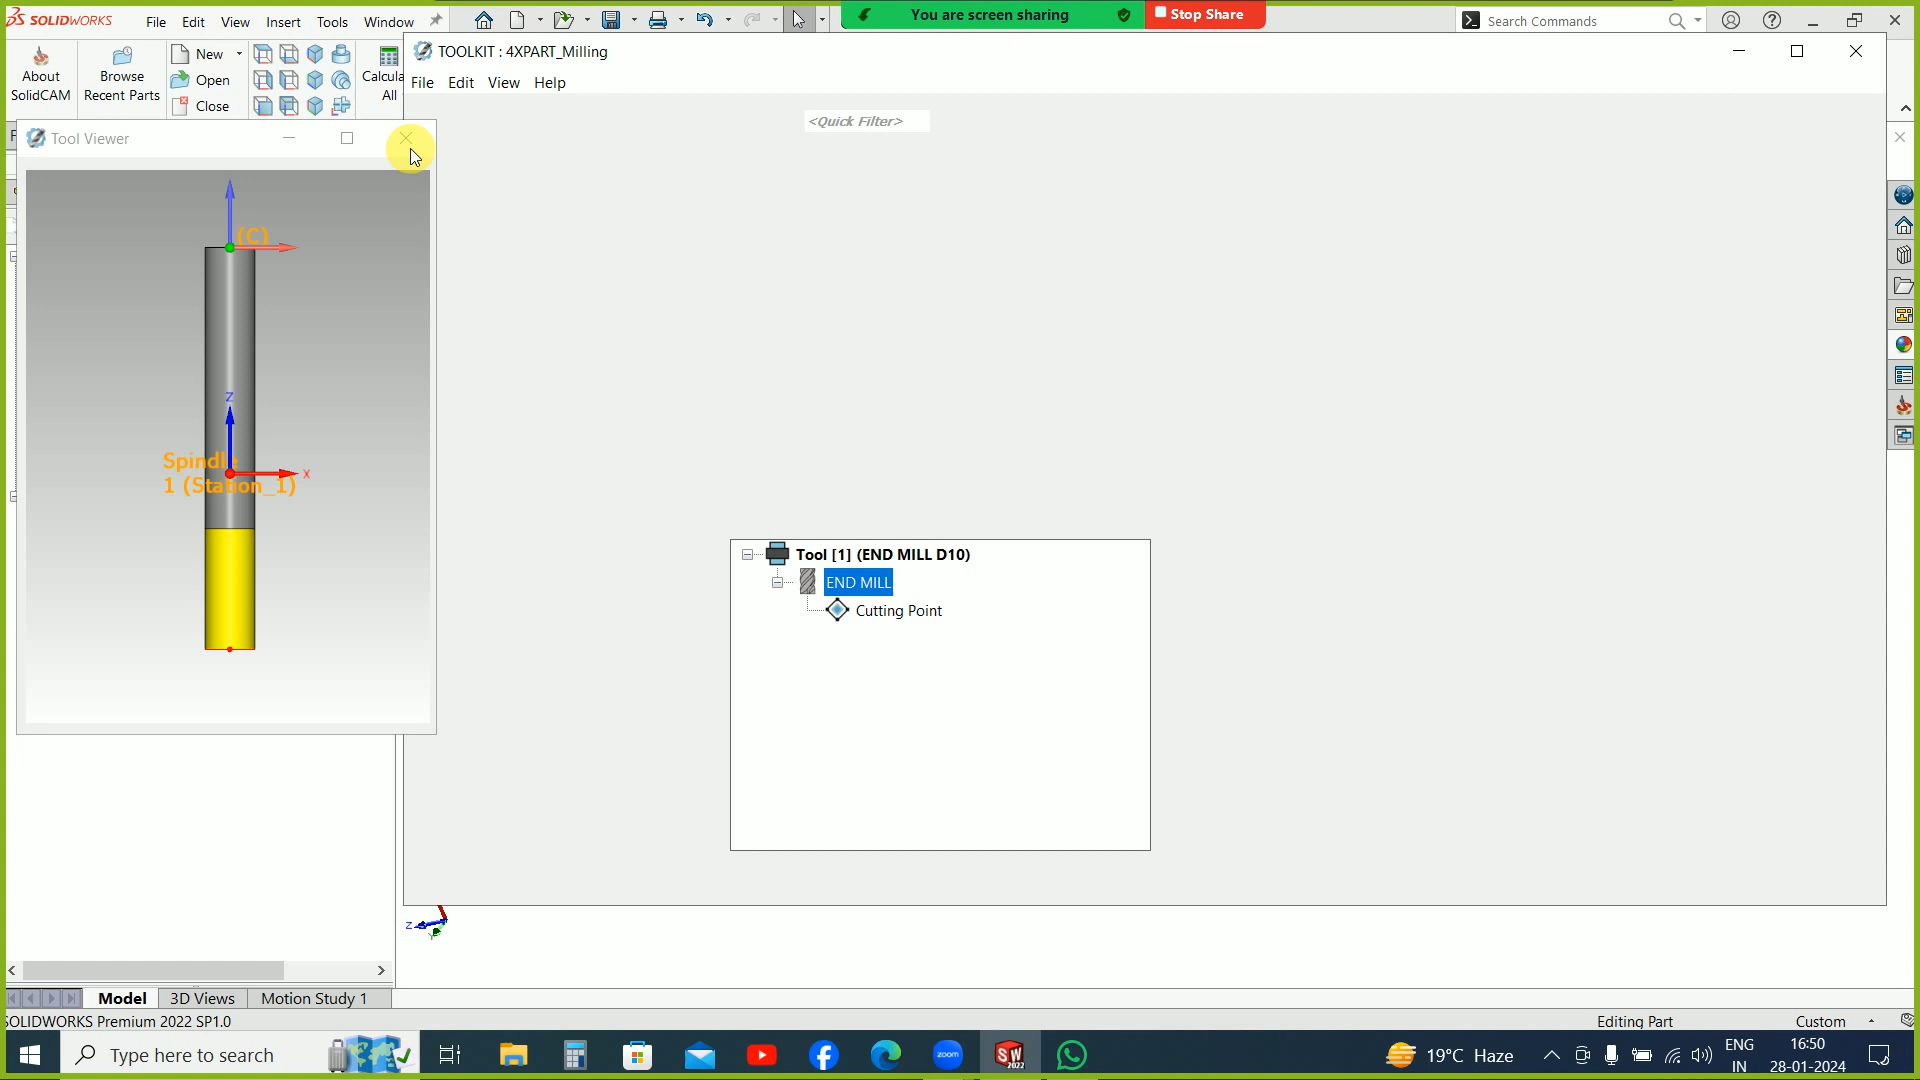 SOLIDWORKS
File Edit View Insert Tools Window
You are screen sharing
Stop Share
Search Commands
About
SolidCAM
Browse
Recent Parts
New
Open
Close
Calcula
All
TOOLKIT : 4XPART_Milling
File Edit View Help
<Quick Filter>
Tool Viewer
(C)
Z
Spindl
1 (Station_1)
X
Tool [1] (END MILL D10)
END MILL
Cutting Point
Z
Y
Model 3D Views Motion Study 1
SOLIDWORKS Premium 2022 SP1.0
Editing Part
Custom
Type here to search
zoom
SW
2022
19°C Haze
ENG
IN
16:50
28-01-2024